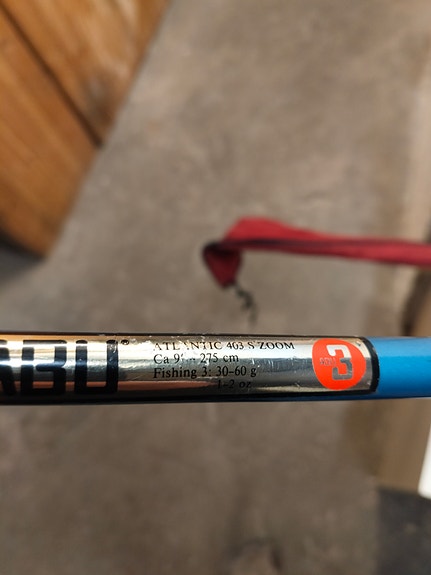 ABU®
ATLANTIC 403 S ZOOM
Ca 9' 275 cm
Fishing 3: 30-60 g
1-2 oz
3